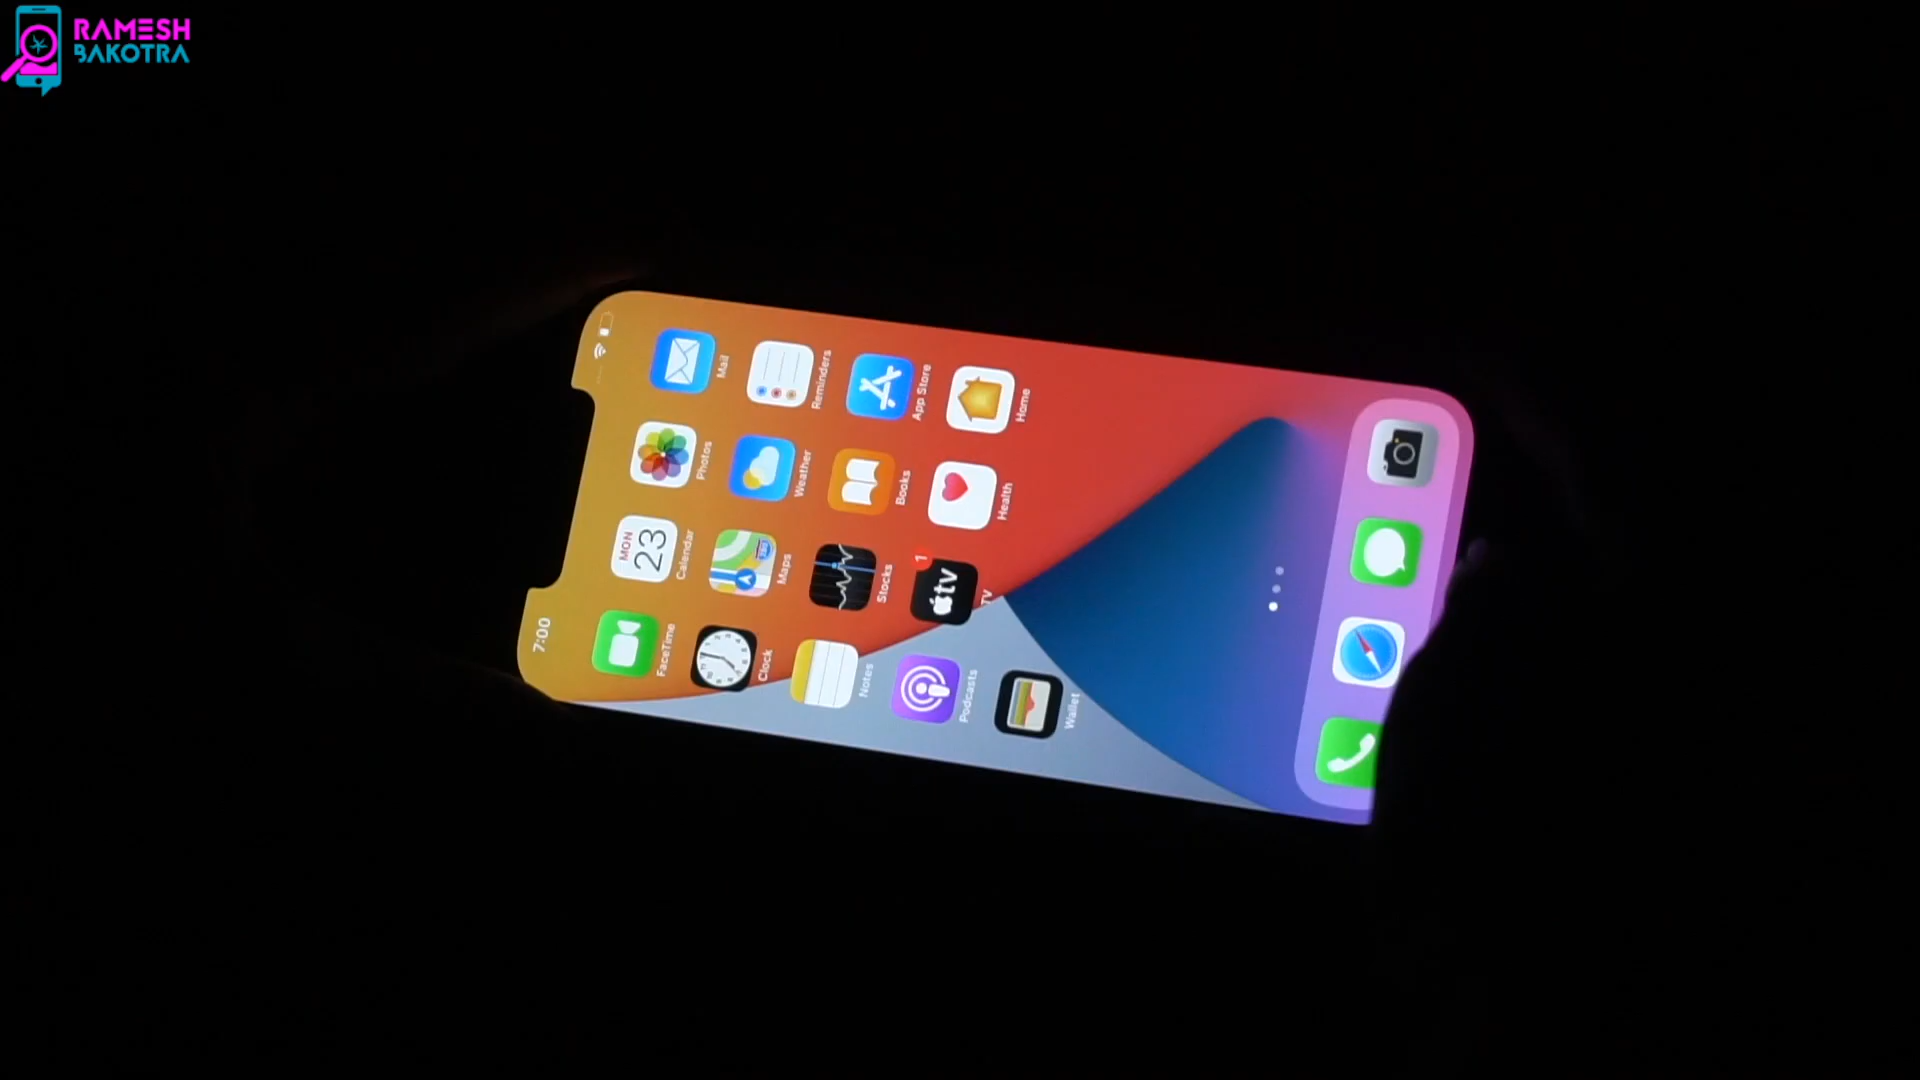 RAMESH
BAKOTRA
7:00
FaceTime
MON
23
Calendar
Photos
Mail
Clock
Maps
Weather
Reminders
Notes
Stocks
Books
App Store
Podcasts
tv
1
TV
Health
Home
Wallet